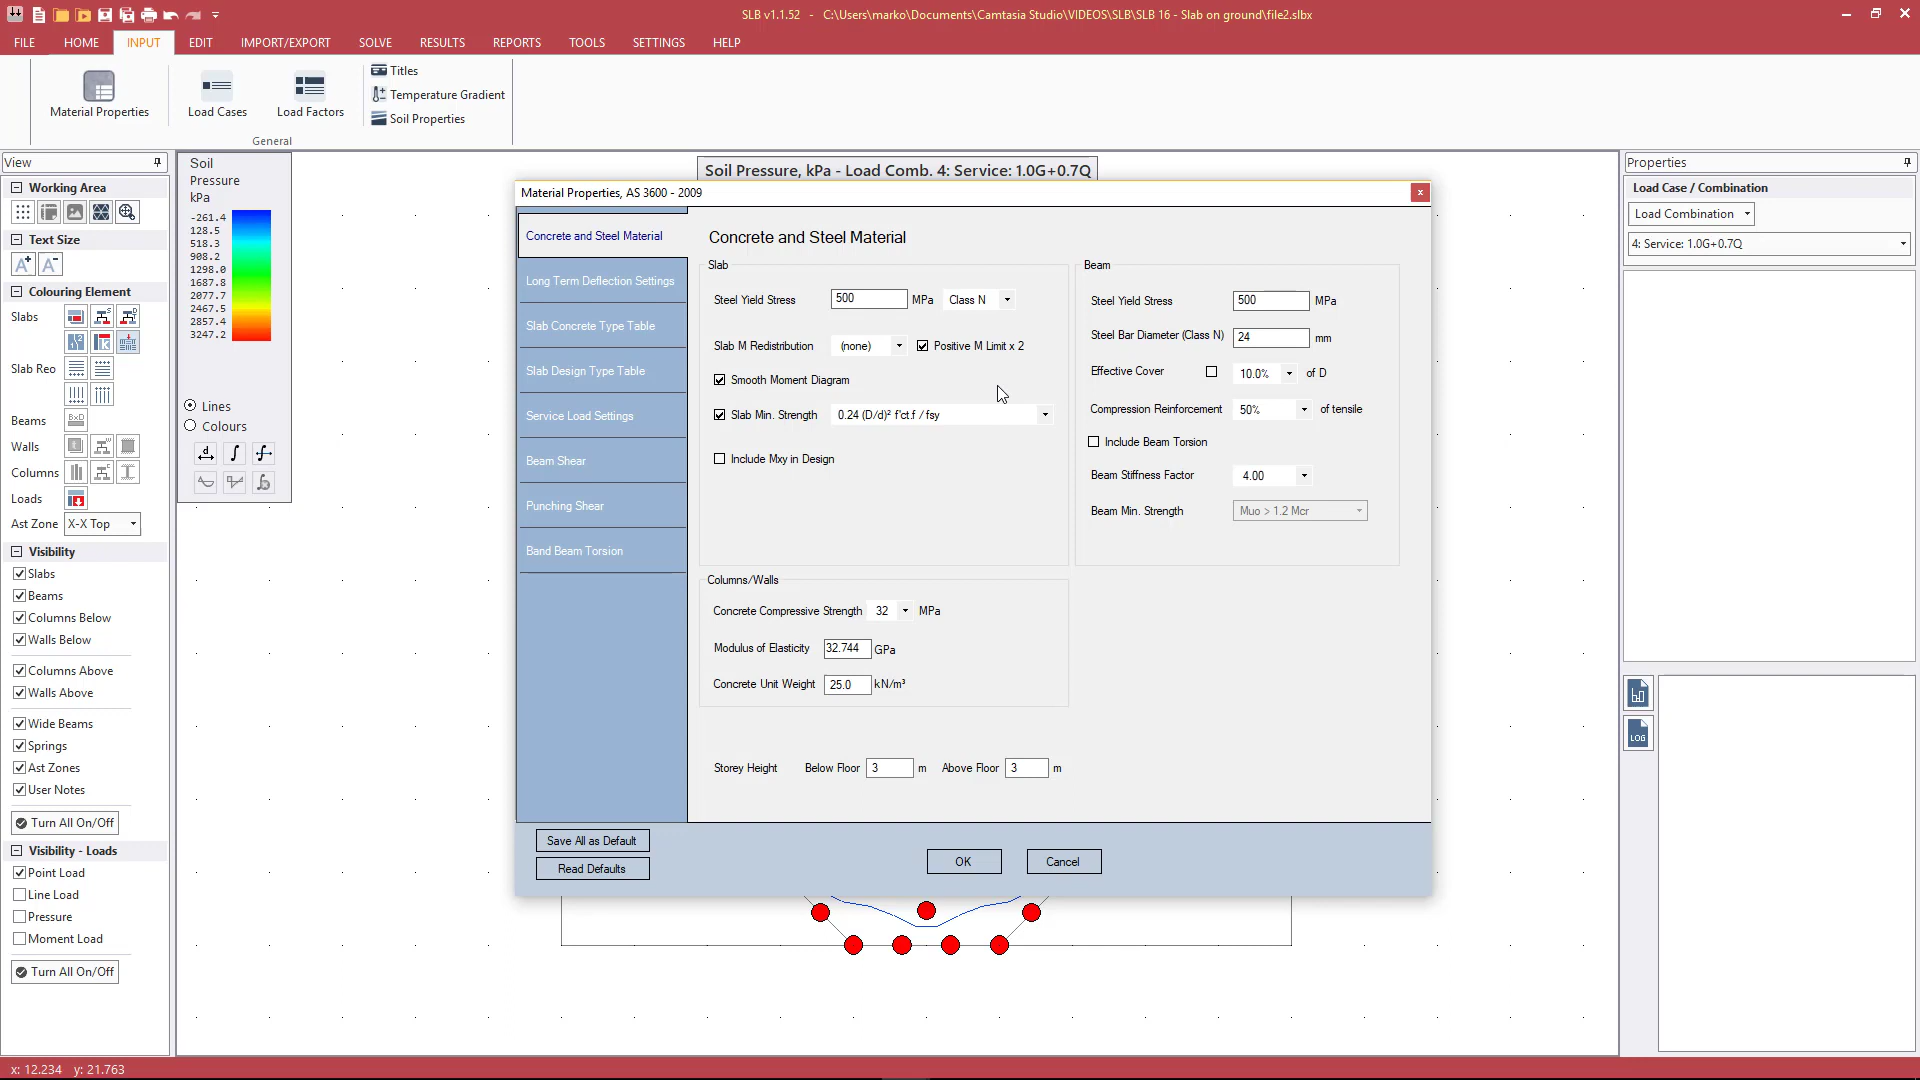 SLB v1.1.52 - C:\Users\marko\Documents\Camtasia Studio\VIDEOS\SLB\SLB 16 - Slab on ground\file2.slbx
FILE HOME INPUT EDIT IMPORT/EXPORT SOLVE RESULTS REPORTS TOOLS SETTINGS HELP
Material Properties
Load Cases
Load Factors
Titles
Temperature Gradient
Soil Properties
General
View
Working Area
Text Size
A+ A-
Colouring Element
Slabs
Slab Reo
Beams
BxD
Walls
Columns
Loads
Ast Zone X-X Top
Visibility
Slabs
Beams
Columns Below
Walls Below
Columns Above
Walls Above
Wide Beams
Springs
Ast Zones
User Notes
Turn All On/Off
Visibility - Loads
Point Load
Line Load
Pressure
Moment Load
Turn All On/Off
Soil
Pressure
kPa
-261.4
128.5
518.3
908.2
1298.0
1687.8
2077.7
2467.5
2857.4
3247.2
Lines
Colours
Soil Pressure, kPa - Load Comb. 4: Service: 1.0G+0.7Q
Material Properties, AS 3600 - 2009
x
Concrete and Steel Material
Long Term Deflection Settings
Slab Concrete Type Table
Slab Design Type Table
Service Load Settings
Beam Shear
Punching Shear
Band Beam Torsion
Concrete and Steel Material
Slab
Steel Yield Stress 500 MPa Class N
Slab M Redistribution (none) Positive M Limit x 2
Smooth Moment Diagram
Slab Min. Strength 0.24 (D/d)² f'ct.f / fsy
Include Mxy in Design
Beam
Steel Yield Stress 500 MPa
Steel Bar Diameter (Class N) 24 mm
Effective Cover 10.0% of D
Compression Reinforcement 50% of tensile
Include Beam Torsion
Beam Stiffness Factor 4.00
Beam Min. Strength Muo > 1.2 Mcr
Columns/Walls
Concrete Compressive Strength 32 MPa
Modulus of Elasticity 32.744 GPa
Concrete Unit Weight 25.0 kN/m³
Storey Height Below Floor 3 m Above Floor 3 m
Save All as Default
Read Defaults
OK
Cancel
Properties
Load Case / Combination
Load Combination
4: Service: 1.0G+0.7Q
LOG
x: 12.234 y: 21.763